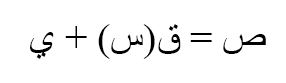 ص = ق(س) + ي